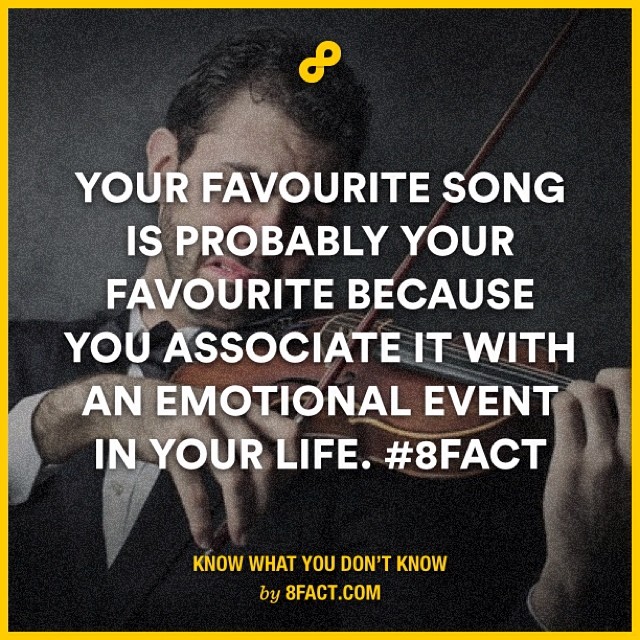 YOUR FAVOURITE SONG
IS PROBABLY YOUR
FAVOURITE BECAUSE
YOU ASSOCIATE IT WITH
AN EMOTIONAL EVENT
IN YOUR LIFE. #8FACT
KNOW WHAT YOU DON'T KNOW
by 8FACT.COM